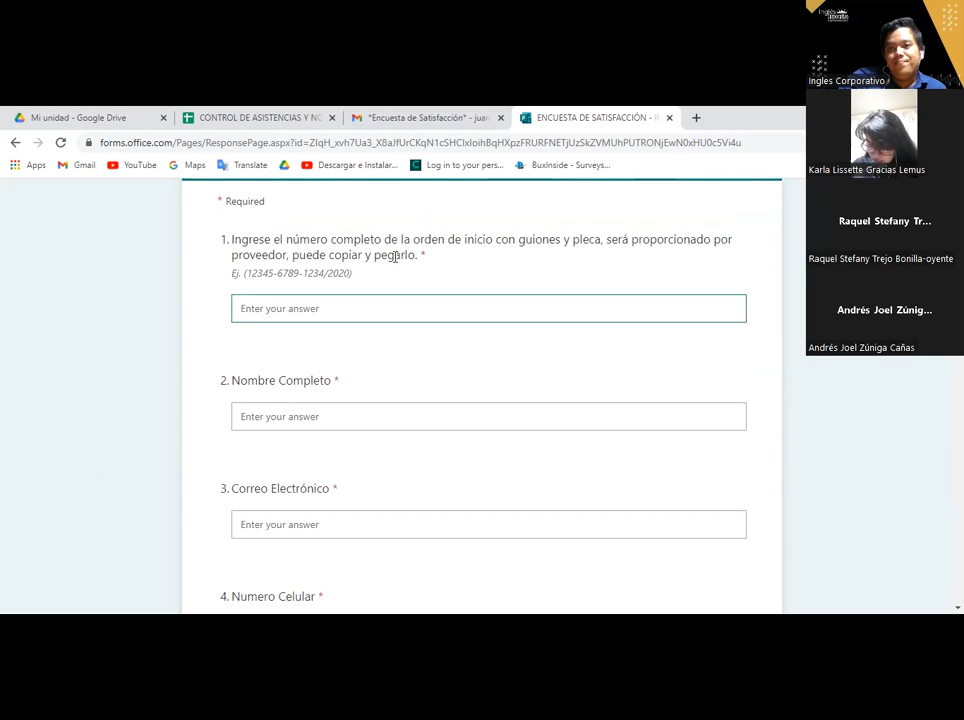 Inglés
Corporativo
Ingles Corporativo
Mi unidad - Google Drive
CONTROL DE ASISTENCIAS Y NO
*Encuesta de Satisfacción* - juan
ENCUESTA DE SATISFACCIÓN - I
forms.office.com/Pages/ResponsePage.aspx?
Apps
Gmail
YouTube
Maps
Translate
Descargar e Instalar...
Log in to your pers...
BuxInside - Surveys...
Karla Lissette Gracias Lemus
* Required
Raquel Stefany Tr...
Raquel Stefany Trejo Bonilla-oyente
1. Ingrese el número completo de la orden de inicio con guiones y pleca, será proporcionado por
proveedor, puede copiar y pegarlo. *
Ej. (12345-6789-1234/2020)
Enter your answer
Andrés Joel Zúnig...
Andrés Joel Zúñiga Cañas
2. Nombre Completo *
Enter your answer
3. Correo Electrónico *
Enter your answer
4. Numero Celular *